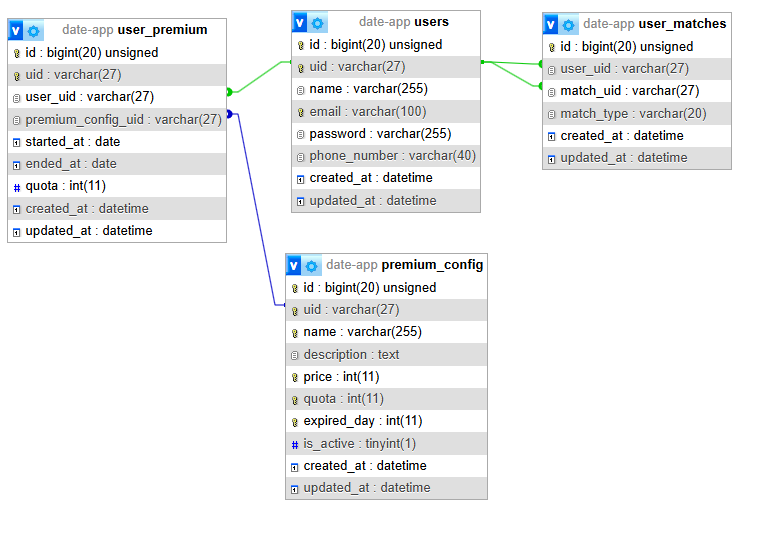 date-app user_premium
id : bigint(20) unsigned
uid : varchar(27)
user_uid : varchar(27)
premium_config_uid : varchar(27)
started_at : date
ended_at : date
# quota : int(11)
created_at : datetime
updated_at : datetime
date-app users
id : bigint(20) unsigned
uid : varchar(27)
name : varchar(255)
email : varchar(100)
password : varchar(255)
phone_number : varchar(40)
created_at : datetime
updated_at : datetime
date-app user_matches
id : bigint(20) unsigned
user_uid : varchar(27)
match_uid : varchar(27)
match_type : varchar(20)
created_at : datetime
updated_at : datetime
date-app premium_config
id : bigint(20) unsigned
uid : varchar(27)
name : varchar(255)
description : text
price : int(11)
quota : int(11)
expired_day : int(11)
# is_active : tinyint(1)
created_at : datetime
updated_at : datetime